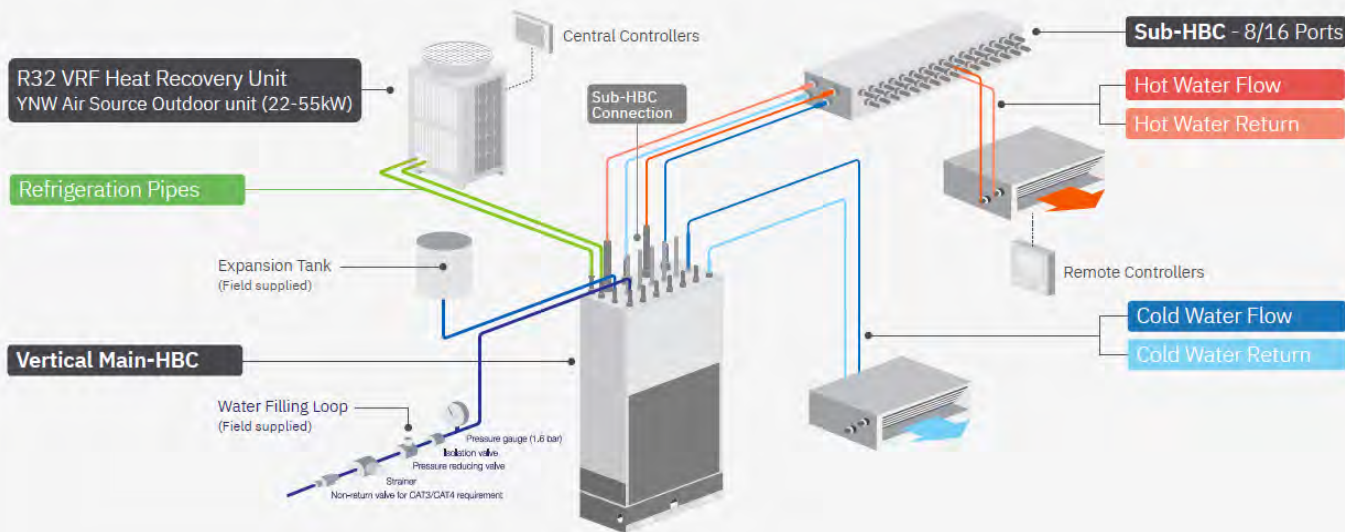 Central Controllers
Sub-HBC - 8/16 Ports
R32 VRF Heat Recovery Unit
YNW Air Source Outdoor unit (22-55kW)
Sub-HBC
Connection
Hot Water Flow
Hot Water Return
Refrigeration Pipes
Expansion Tank
(Field supplied)
Remote Controllers
Cold Water Flow
Cold Water Return
Vertical Main-HBC
Water Filling Loop
(Field supplied)
Pressure gauge (1.6 bar)
Isolation valve
Pressure reducing valve
Strainer
Non-return valve for CAT3/CAT4 requirement